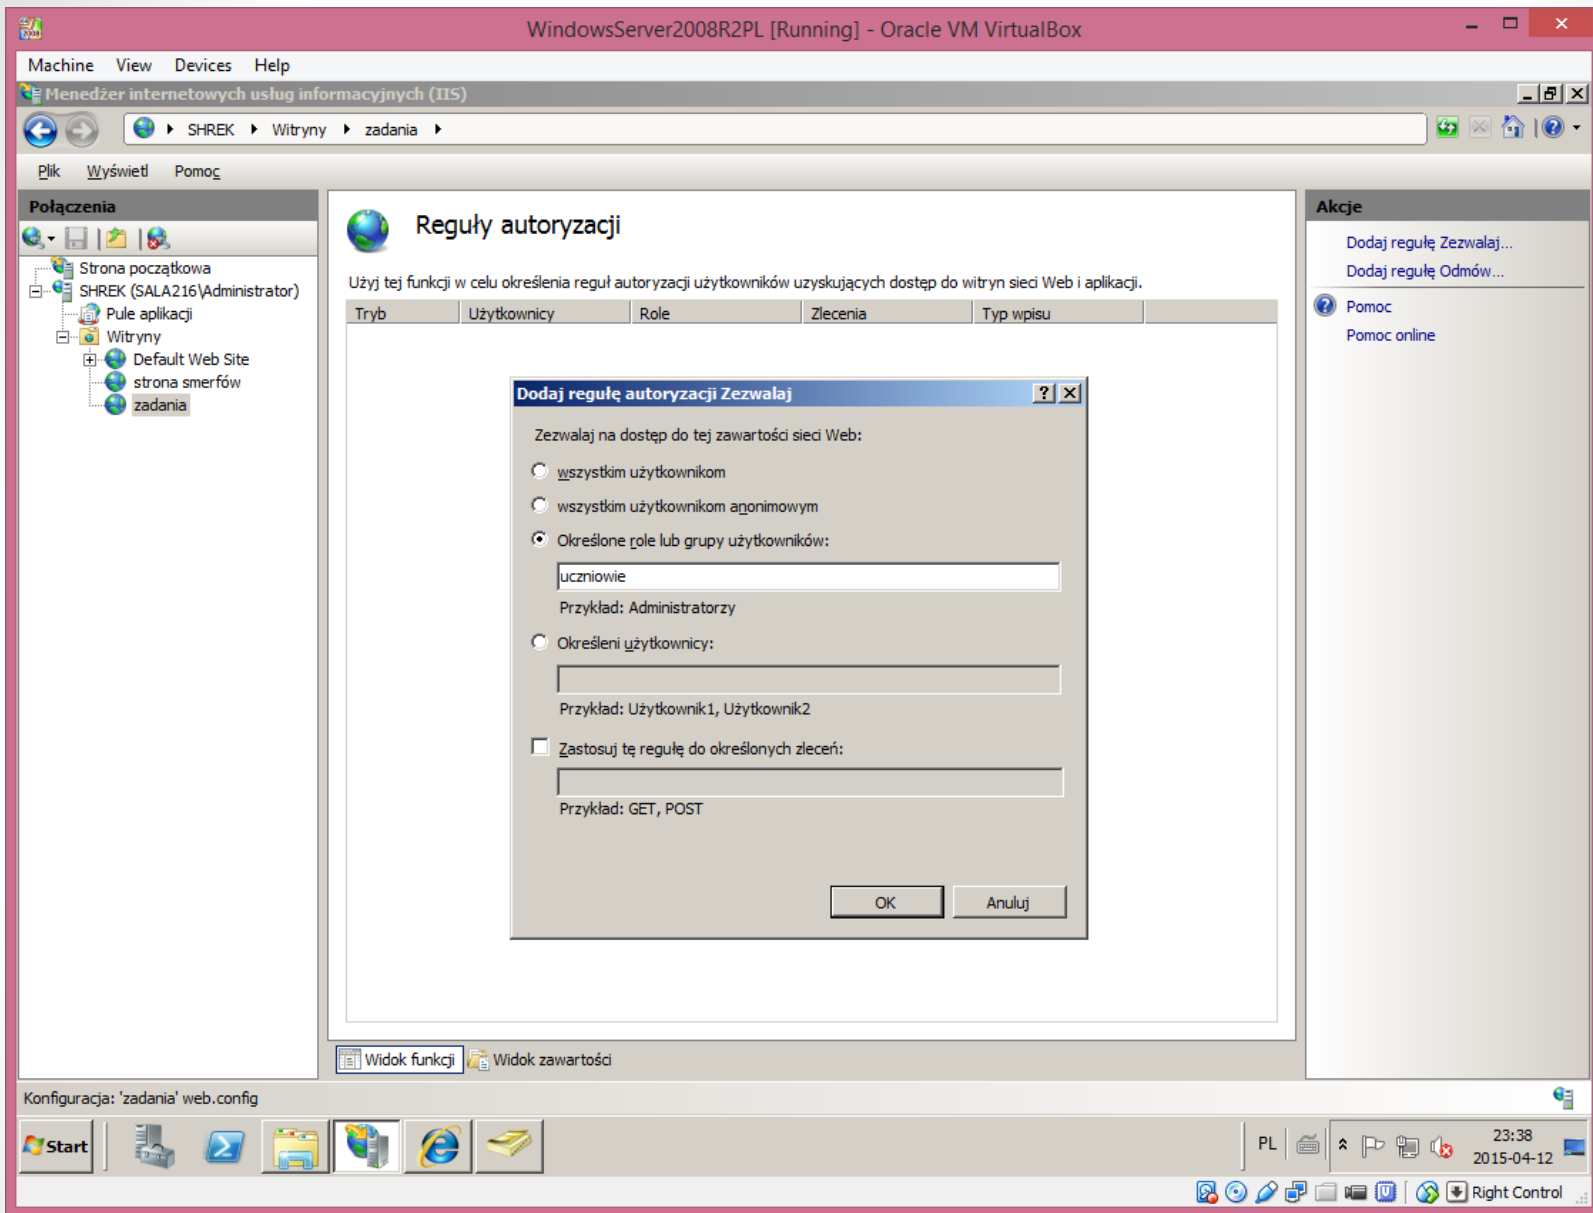 WindowsServer2008R2PL [Running] - Oracle VM VirtualBox
Machine View Devices Help
Menedżer internetowych usług informacyjnych (IIS)
SHREK Witryny zadania
Plik Wyświetl Pomoc
Połączenia
Strona początkowa
SHREK (SALA216\Administrator)
Pule aplikacji
Witryny
Default Web Site
strona smerfów
zadania
Reguły autoryzacji
Użyj tej funkcji w celu określenia reguł autoryzacji użytkowników uzyskujących dostęp do witryn sieci Web i aplikacji.
Tryb Użytkownicy Role Zlecenia Typ wpisu
Dodaj regułę autoryzacji Zezwalaj
Zezwalaj na dostęp do tej zawartości sieci Web:
wszystkim użytkownikom
wszystkim użytkownikom anonimowym
Określone role lub grupy użytkowników:
uczniowie
Przykład: Administratorzy
Określeni użytkownicy:
Przykład: Użytkownik1, Użytkownik2
Zastosuj tę regułę do określonych zleceń:
Przykład: GET, POST
OK Anuluj
Akcje
Dodaj regułę Zezwalaj...
Dodaj regułę Odmów...
Pomoc
Pomoc online
Widok funkcji Widok zawartości
Konfiguracja: 'zadania' web.config
Start
PL
23:38
2015-04-12
Right Control